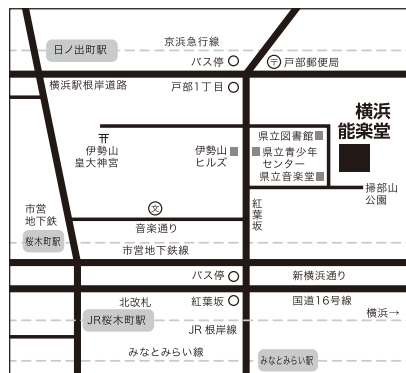 京浜急行線
日ノ出町駅
バス停
〒戸部郵便局
横浜駅根岸道路
戸部1丁目
横浜
能楽堂
県立図書館
伊勢山
皇大神宮
伊勢山
ヒルズ
県立青少年
センター
県立音楽堂
掃部山
公園
文
紅葉坂
市営
地下鉄
音楽通り
桜木町駅
市営地下鉄線
バス停
新横浜通り
北改札
紅葉坂
国道16号線
横浜→
JR桜木町駅
JR根岸線
みなとみらい線
みなとみらい駅